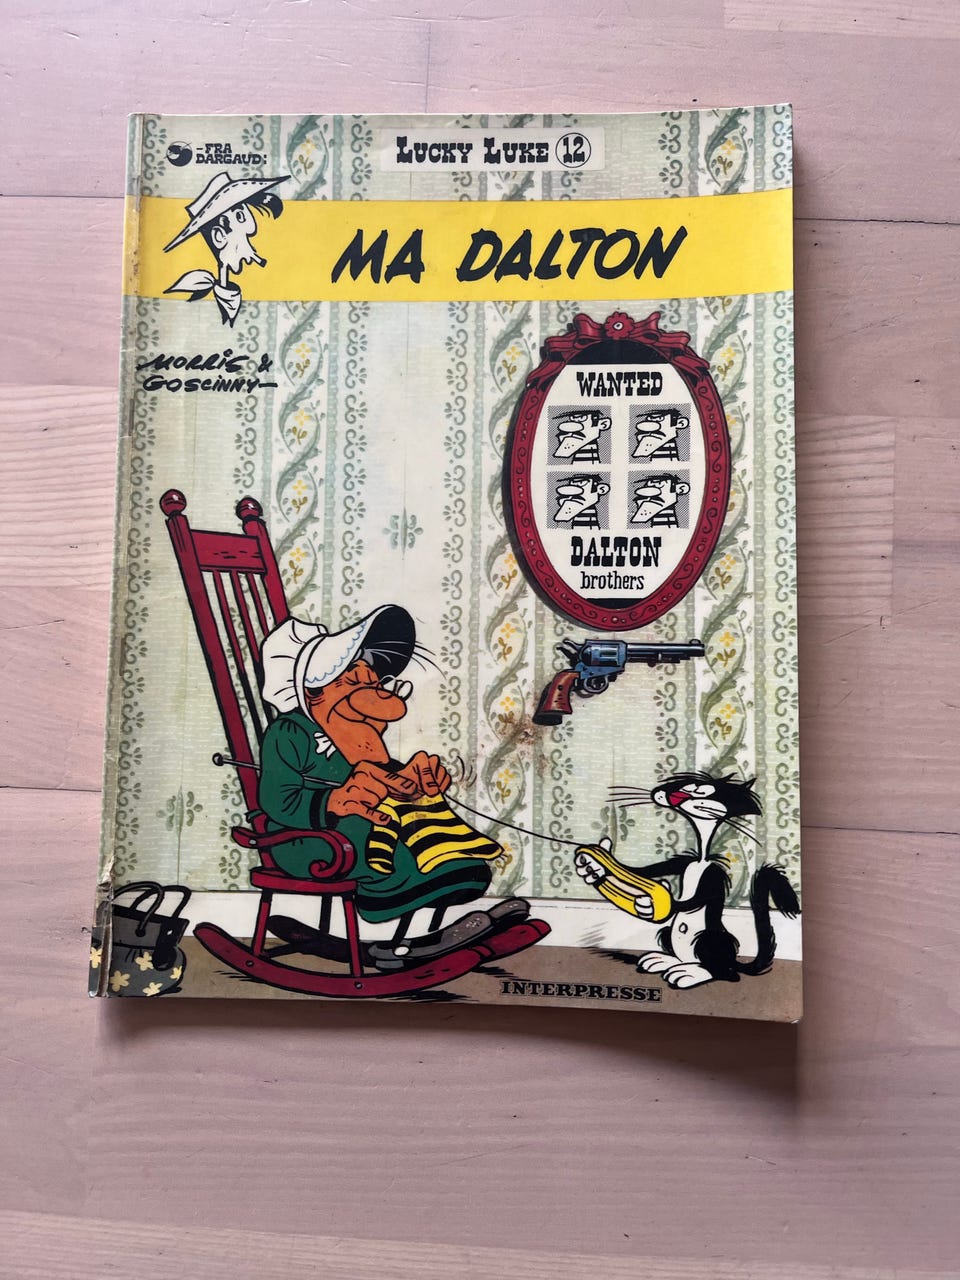 -FRA
DARGAUD:
LUCKY LUKE 12
MA DALTON
MORRIS &
GOSCINNY-
WANTED
DALTON
brothers
INTERPRESSE